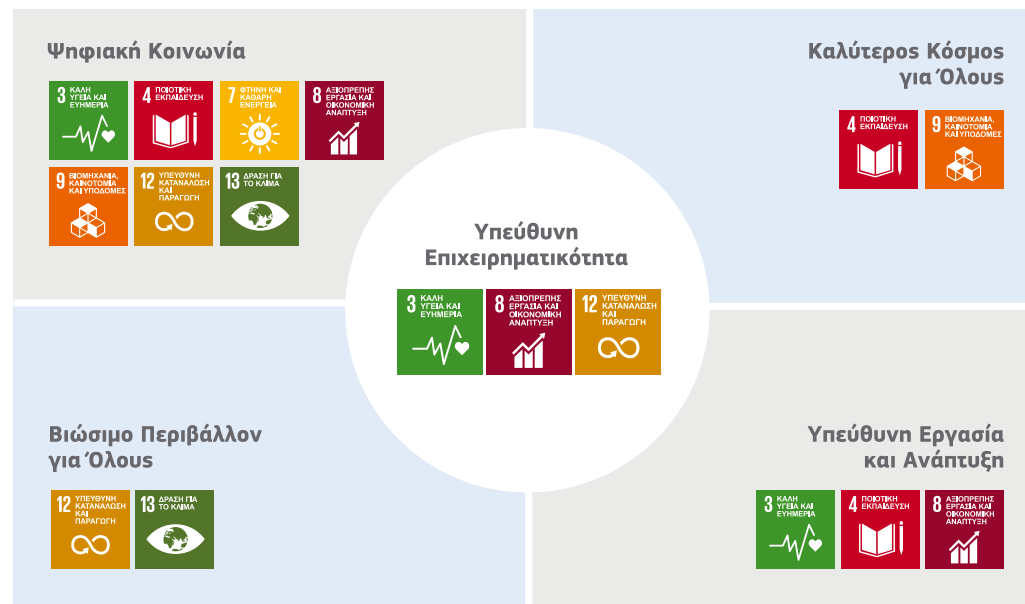 Ψηφιακή Κοινωνία
3 ΚΑΛΗ
ΥΓΕΙΑ ΚΑΙ
ΕΥΗΜΕΡΙΑ
4 ΠΟΙΟΤΙΚΗ
ΕΚΠΑΙΔΕΥΣΗ
7 ΦΤΗΝΗ ΚΑΙ
ΚΑΘΑΡΗ
ΕΝΕΡΓΕΙΑ
8 ΑΞΙΟΠΡΕΠΗΣ
ΕΡΓΑΣΙΑ ΚΑΙ
ΟΙΚΟΝΟΜΙΚΗ
ΑΝΑΠΤΥΞΗ
9 ΒΙΟΜΗΧΑΝΙΑ,
ΚΑΙΝΟΤΟΜΙΑ
ΚΑΙ ΥΠΟΔΟΜΕΣ
12 ΥΠΕΥΘΥΝΗ
ΚΑΤΑΝΑΛΩΣΗ
ΚΑΙ
ΠΑΡΑΓΩΓΗ
13 ΔΡΑΣΗ ΓΙΑ
ΤΟ ΚΛΙΜΑ
Καλύτερος Κόσμος
για Όλους
4 ΠΟΙΟΤΙΚΗ
ΕΚΠΑΙΔΕΥΣΗ
9 ΒΙΟΜΗΧΑΝΙΑ,
ΚΑΙΝΟΤΟΜΙΑ
ΚΑΙ ΥΠΟΔΟΜΕΣ
Υπεύθυνη
Επιχειρηματικότητα
3 ΚΑΛΗ
ΥΓΕΙΑ ΚΑΙ
ΕΥΗΜΕΡΙΑ
8 ΑΞΙΟΠΡΕΠΗΣ
ΕΡΓΑΣΙΑ ΚΑΙ
ΟΙΚΟΝΟΜΙΚΗ
ΑΝΑΠΤΥΞΗ
12 ΥΠΕΥΘΥΝΗ
ΚΑΤΑΝΑΛΩΣΗ
ΚΑΙ
ΠΑΡΑΓΩΓΗ
Βιώσιμο Περιβάλλον
για Όλους
12 ΥΠΕΥΘΥΝΗ
ΚΑΤΑΝΑΛΩΣΗ
ΚΑΙ
ΠΑΡΑΓΩΓΗ
13 ΔΡΑΣΗ ΓΙΑ
ΤΟ ΚΛΙΜΑ
Υπεύθυνη Εργασία
και Ανάπτυξη
3 ΚΑΛΗ
ΥΓΕΙΑ ΚΑΙ
ΕΥΗΜΕΡΙΑ
4 ΠΟΙΟΤΙΚΗ
ΕΚΠΑΙΔΕΥΣΗ
8 ΑΞΙΟΠΡΕΠΗΣ
ΕΡΓΑΣΙΑ ΚΑΙ
ΟΙΚΟΝΟΜΙΚΗ
ΑΝΑΠΤΥΞΗ